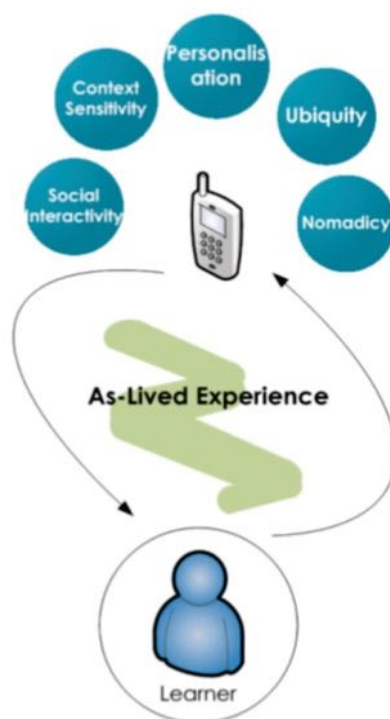 Personalis
ation
Context
Sensitivity
Ubiquity
Social
Interactivity
Nomadicy
As-Lived Experience
Learner